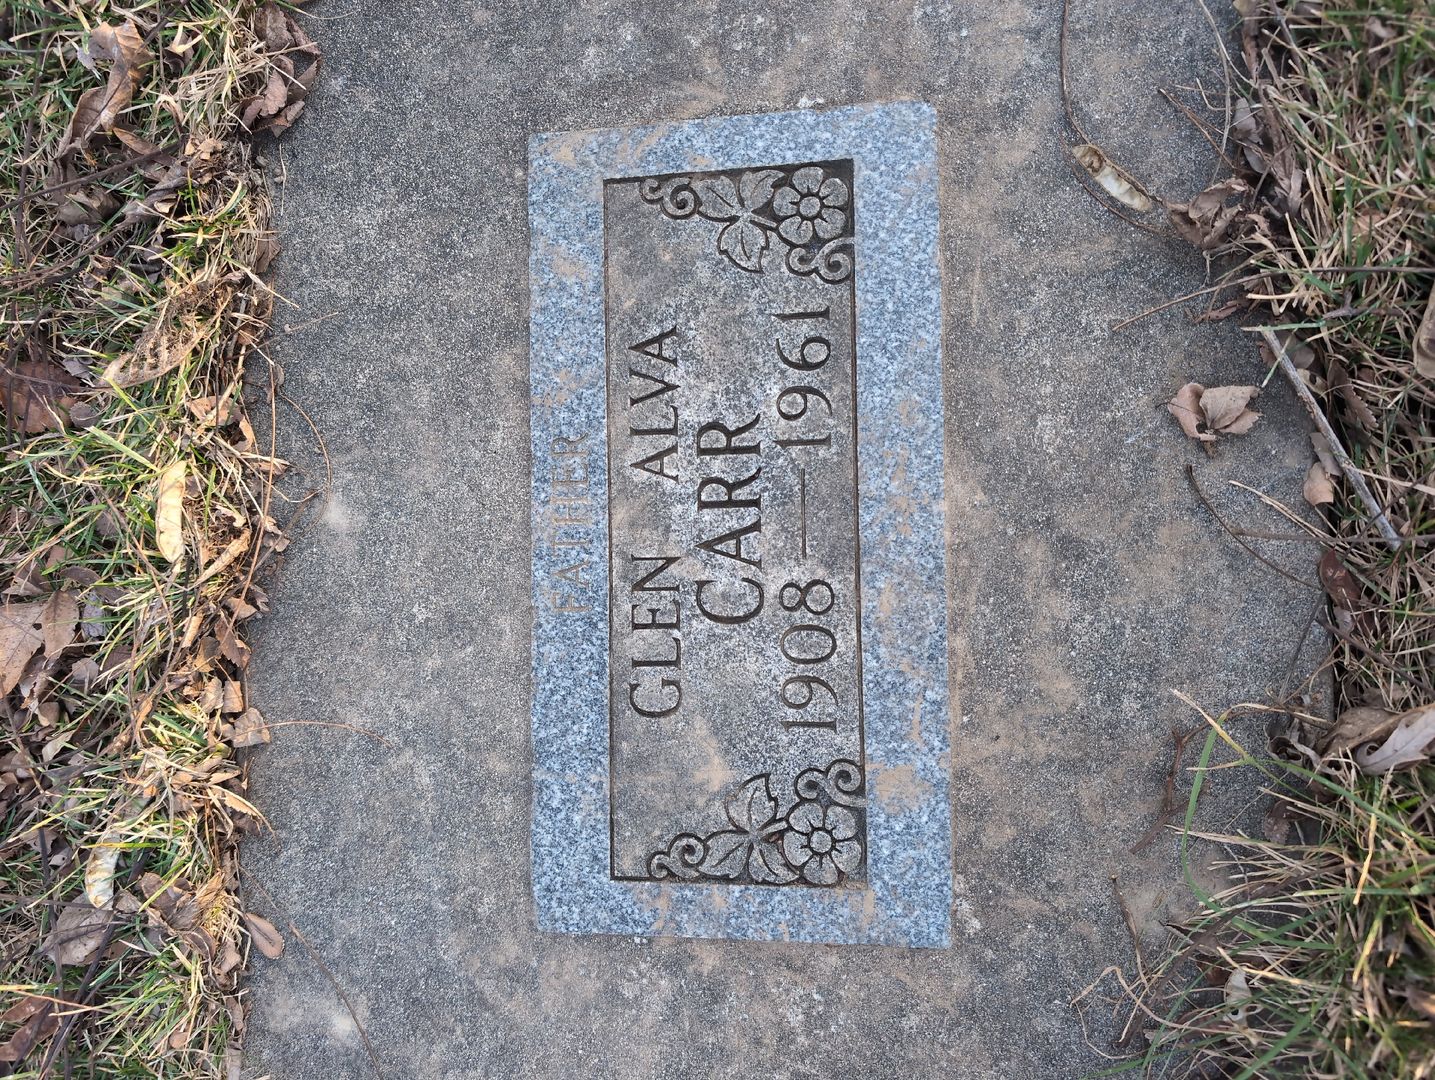 FATHER
GLEN ALVA
CARR
1908 — 1961